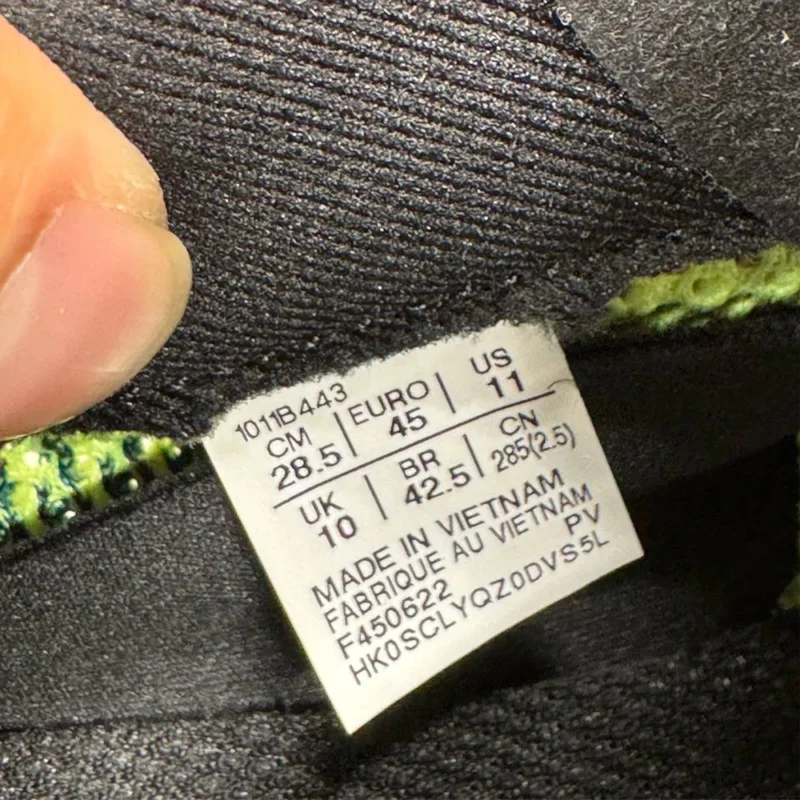 1011B443
CM | EURO | US
28.5 | 45 | 11
UK | BR | CN
10 | 42.5 | 285(2.5)
MADE IN VIETNAM
FABRIQUE AU VIETNAM
F450622 PV
HK0SCLYQZ0DVS5L